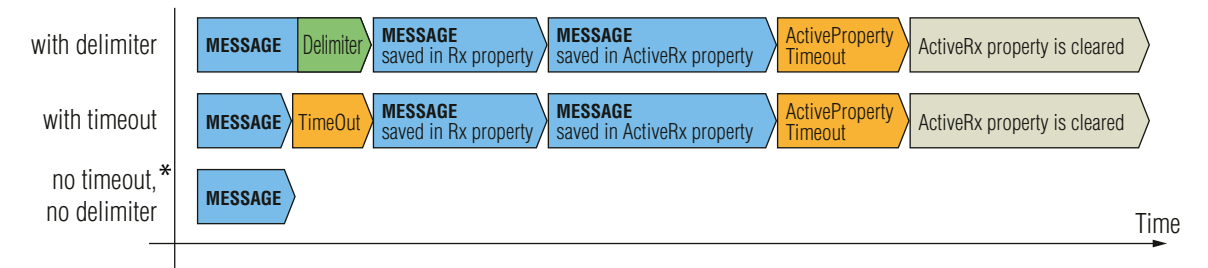 with delimiter
MESSAGE
Delimiter
MESSAGE
saved in Rx property
MESSAGE
saved in ActiveRx property
ActiveProperty
Timeout
ActiveRx property is cleared
with timeout
MESSAGE
TimeOut
MESSAGE
saved in Rx property
MESSAGE
saved in ActiveRx property
ActiveProperty
Timeout
ActiveRx property is cleared
no timeout,*
no delimiter
MESSAGE
Time